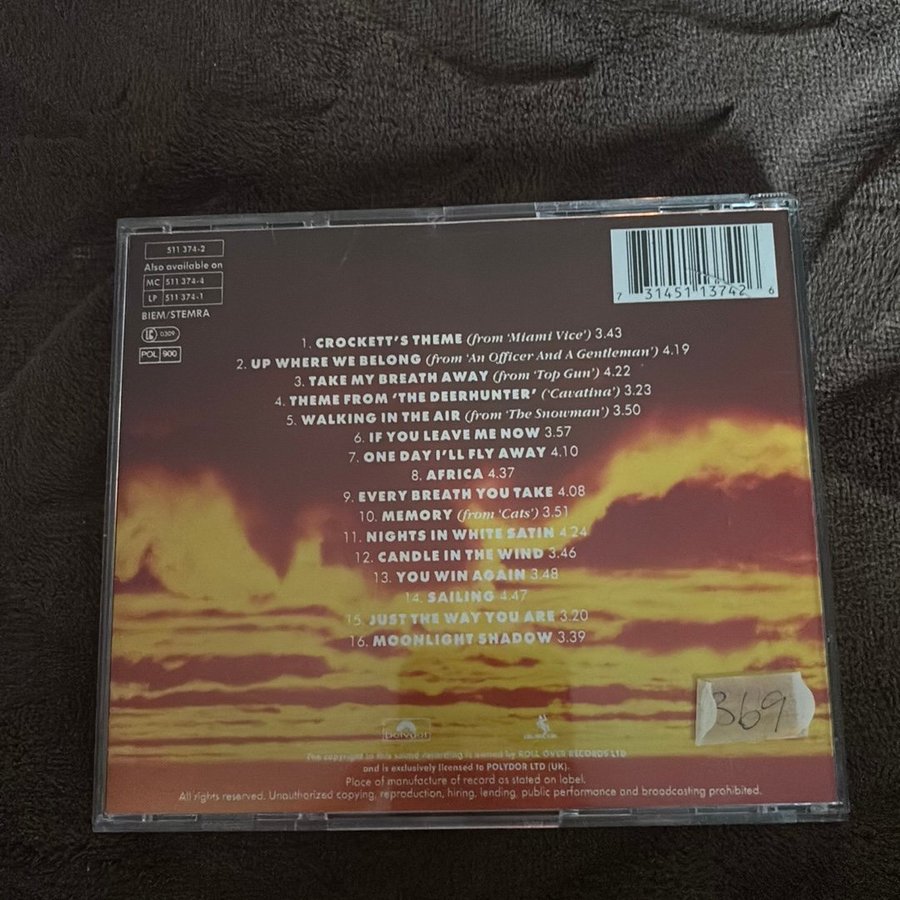 511 374-2
Also available on
MC 511 374-4
LP 511 374-1
BIEM/STEMRA
LC 0309
POL 900
7 31451 13742 6
1. CROCKETT'S THEME (from 'Miami Vice') 3.43
2. UP WHERE WE BELONG (from 'An Officer And A Gentleman') 4.19
3. TAKE MY BREATH AWAY (from 'Top Gun') 4.22
4. THEME FROM 'THE DEERHUNTER' ('Cavatina') 3.23
5. WALKING IN THE AIR (from 'The Snowman') 3.50
6. IF YOU LEAVE ME NOW 3.57
7. ONE DAY I'LL FLY AWAY 4.10
8. AFRICA 4.37
9. EVERY BREATH YOU TAKE 4.08
10. MEMORY (from 'Cats') 3.51
11. NIGHTS IN WHITE SATIN 4.24
12. CANDLE IN THE WIND 3.46
13. YOU WIN AGAIN 3.48
14. SAILING 4.47
15. JUST THE WAY YOU ARE 3.20
16. MOONLIGHT SHADOW 3.39
369
polydor
The copyright in this sound recording is owned by ROLL OVER RECORDS LTD
and is exclusively licensed to POLYDOR LTD (UK).
Place of manufacture of record as stated on label.
All rights reserved. Unauthorized copying, reproduction, hiring, lending, public performance and broadcasting prohibited.